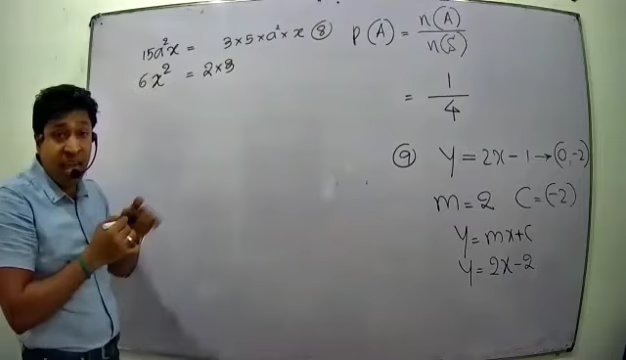 15a²x = 3×5×a²×x
6x² = 2×3
⑧ P(A) = n(A)/n(S)
= 1/4
⑨ y = 2x - 1 → (0, -2)
m = 2 C = (-2)
y = mx+c
y = 2x - 2